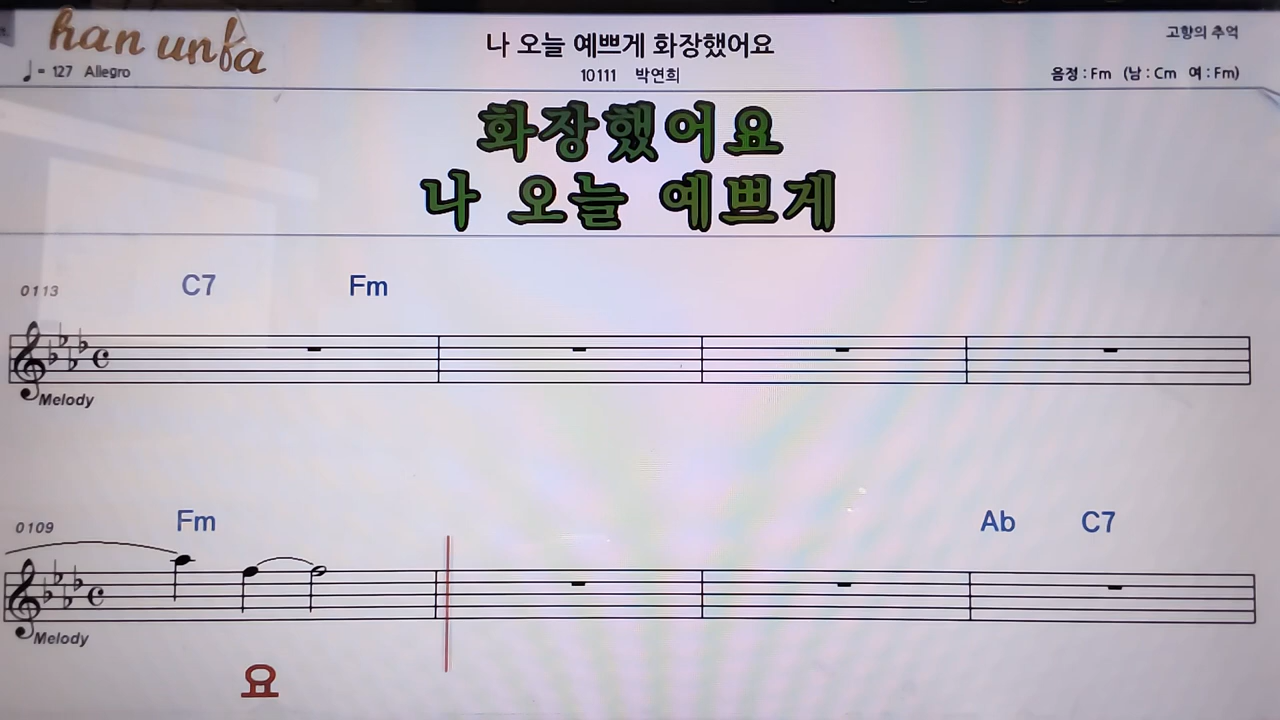 han unfa
나 오늘 예쁘게 화장했어요
고향의 추억
♩= 127 Allegro
10111 박연희
음정 : Fm (남 : Cm 여 : Fm)
화장했어요
나 오늘 예쁘게
0113 C7 Fm
Melody
0109 Fm Ab C7
Melody
요